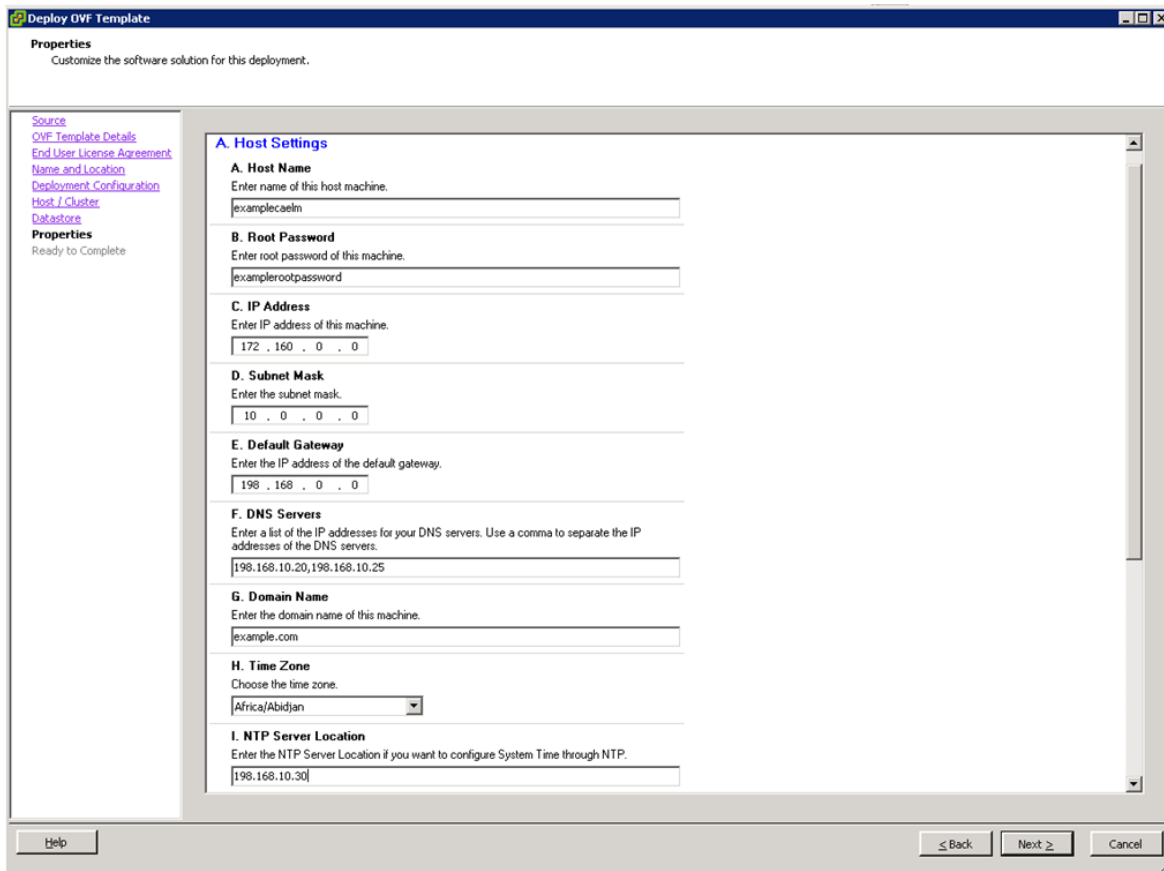 Deploy OVF Template
Properties
Customize the software solution for this deployment.
Source
OVF Template Details
End User License Agreement
Name and Location
Deployment Configuration
Host / Cluster
Datastore
Properties
Ready to Complete
A. Host Settings
A. Host Name
Enter name of this host machine.
examplecaelm
B. Root Password
Enter root password of this machine.
examplerootpassword
C. IP Address
Enter IP address of this machine.
172 . 160 . 0 . 0
D. Subnet Mask
Enter the subnet mask.
10 . 0 . 0 . 0
E. Default Gateway
Enter the IP address of the default gateway.
198 . 168 . 0 . 0
F. DNS Servers
Enter a list of the IP addresses for your DNS servers. Use a comma to separate the IP
addresses of the DNS servers.
198.168.10.20,198.168.10.25
G. Domain Name
Enter the domain name of this machine.
example.com
H. Time Zone
Choose the time zone.
Africa/Abidjan
I. NTP Server Location
Enter the NTP Server Location if you want to configure System Time through NTP.
198.168.10.30
Help
< Back
Next >
Cancel